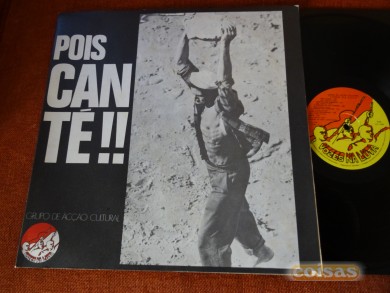 POIS
CAN
TÉ!!
GRUPO DE ACÇÃO CULTURAL
VOZES NA LUTA
coisas